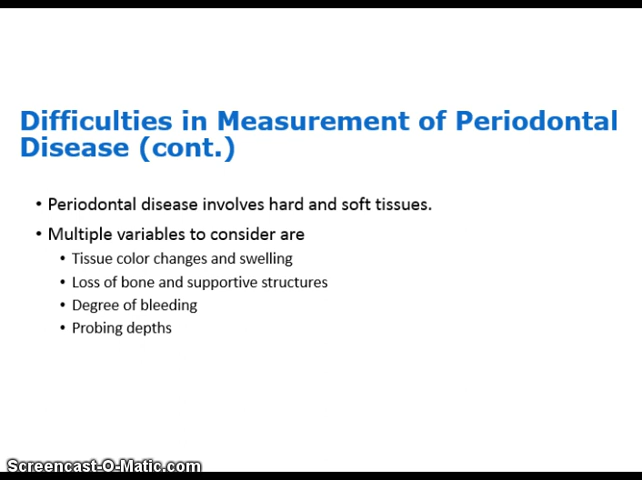 Difficulties in Measurement of Periodontal
Disease (cont.)
• Periodontal disease involves hard and soft tissues.
• Multiple variables to consider are
• Tissue color changes and swelling
• Loss of bone and supportive structures
• Degree of bleeding
• Probing depths
Screencast-O-Matic.com